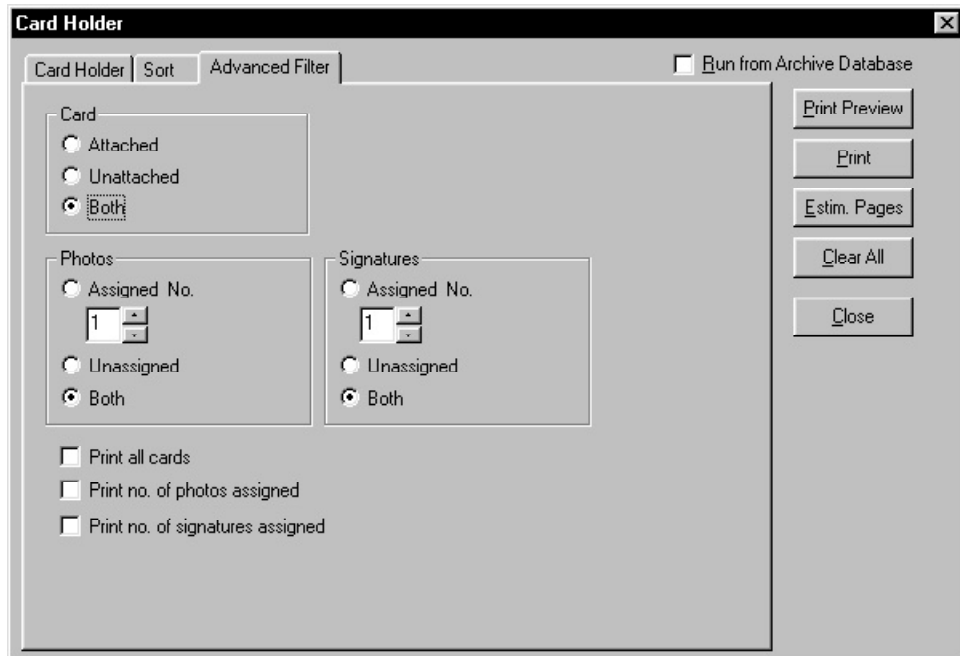 Card Holder
Card Holder Sort Advanced Filter
Run from Archive Database
Card
Attached
Unattached
Both
Photos
Assigned No.
1
Unassigned
Both
Signatures
Assigned No.
1
Unassigned
Both
Print all cards
Print no. of photos assigned
Print no. of signatures assigned
Print Preview
Print
Estim. Pages
Clear All
Close